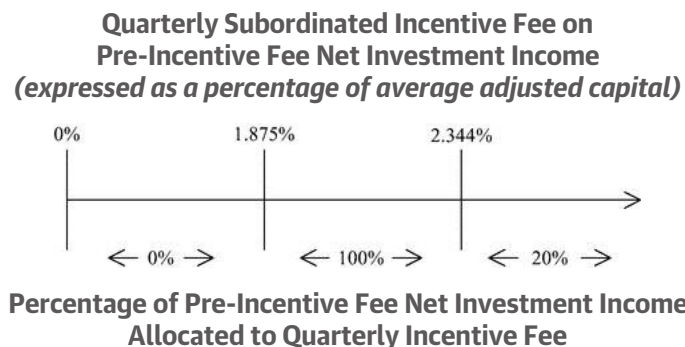 Quarterly Subordinated Incentive Fee on
Pre-Incentive Fee Net Investment Income
(expressed as a percentage of average adjusted capital)
0% 1.875% 2.344%
0% 100% 20%
Percentage of Pre-Incentive Fee Net Investment Income
Allocated to Quarterly Incentive Fee